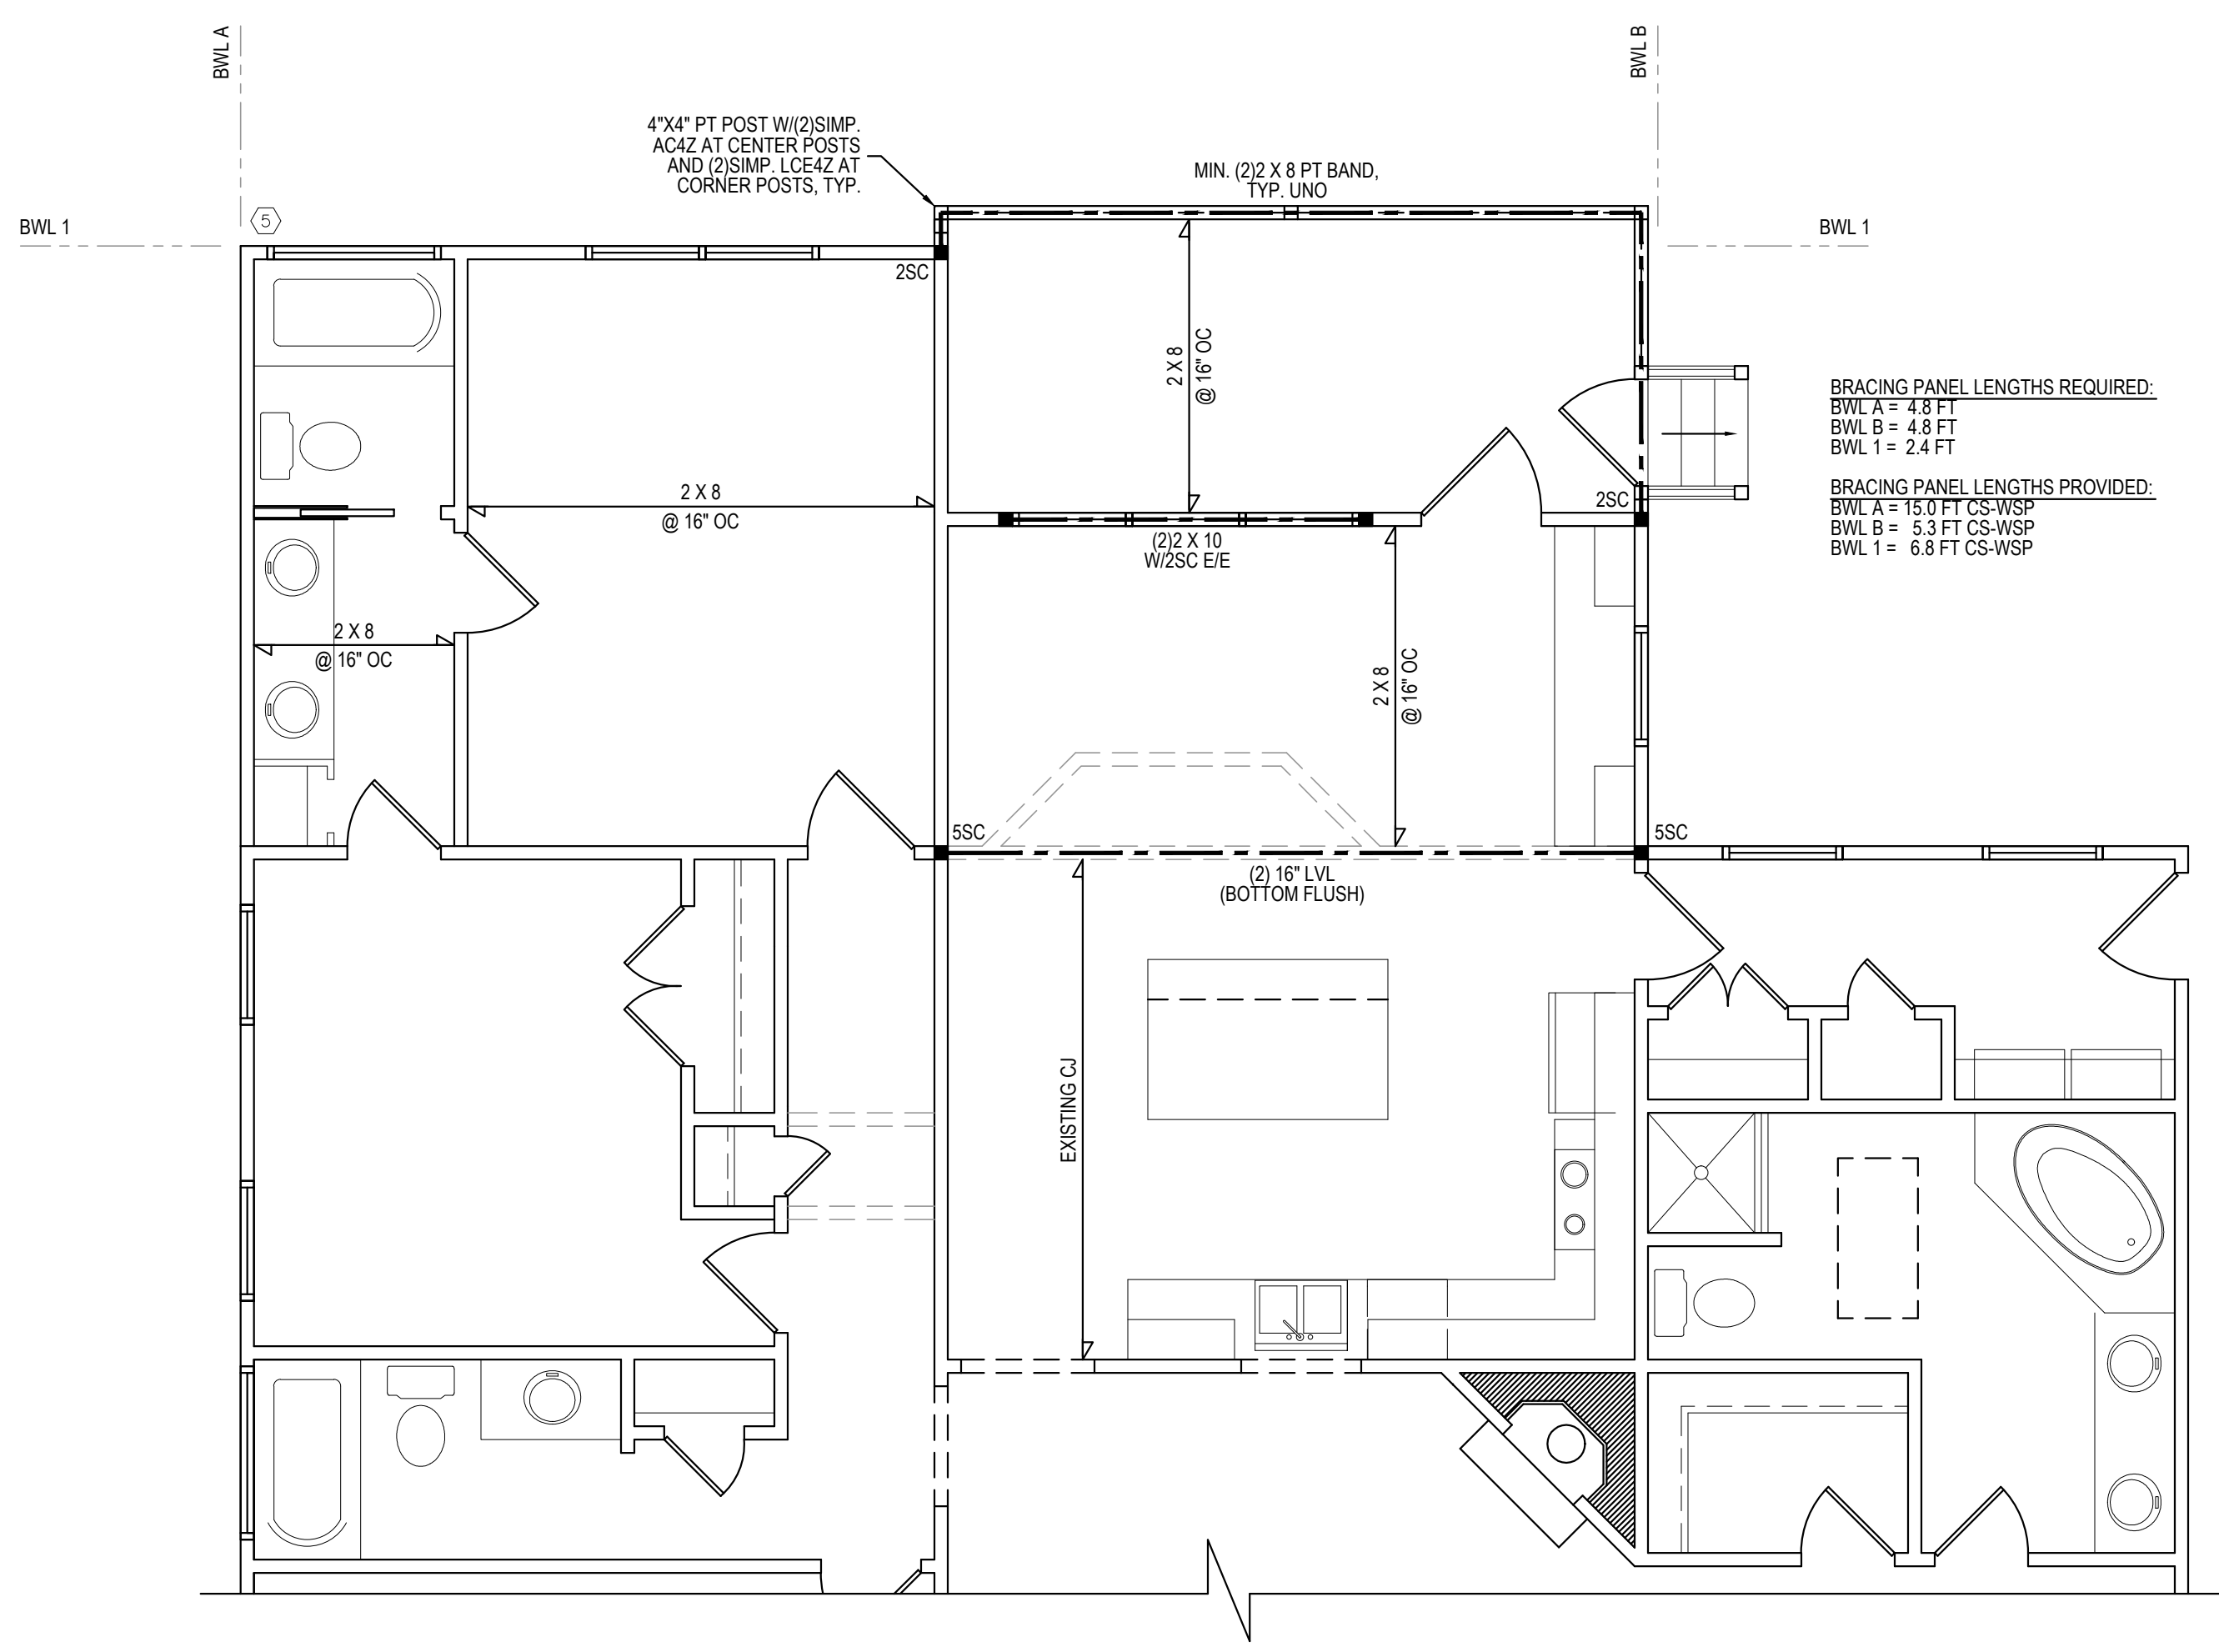 BWL A
BWL B
4"X4" PT POST W/(2)SIMP.
AC4Z AT CENTER POSTS
AND (2)SIMP. LCE4Z AT
CORNER POSTS, TYP.
MIN. (2)2 X 8 PT BAND,
TYP. UNO
BWL 1
5
BWL 1
2SC
2 X 8
@ 16" OC
BRACING PANEL LENGTHS REQUIRED:
BWL A = 4.8 FT
BWL B = 4.8 FT
BWL 1 = 2.4 FT
BRACING PANEL LENGTHS PROVIDED:
BWL A = 15.0 FT CS-WSP
BWL B = 5.3 FT CS-WSP
BWL 1 = 6.8 FT CS-WSP
2 X 8
@ 16" OC
2SC
(2)2 X 10
W/2SC E/E
2 X 8
@ 16" OC
2 X 8
@ 16" OC
5SC
5SC
(2) 16" LVL
(BOTTOM FLUSH)
EXISTING CJ